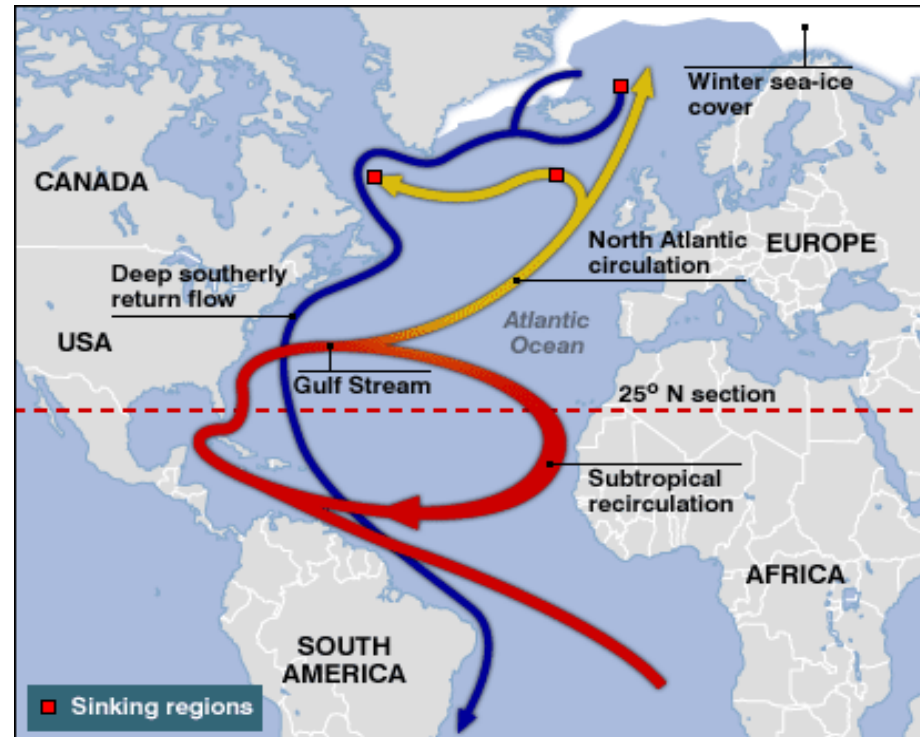 Winter sea-ice
cover
CANADA
North Atlantic
circulation
EUROPE
Deep southerly
return flow
Atlantic
Ocean
USA
Gulf Stream
25º N section
Subtropical
recirculation
AFRICA
SOUTH
AMERICA
Sinking regions